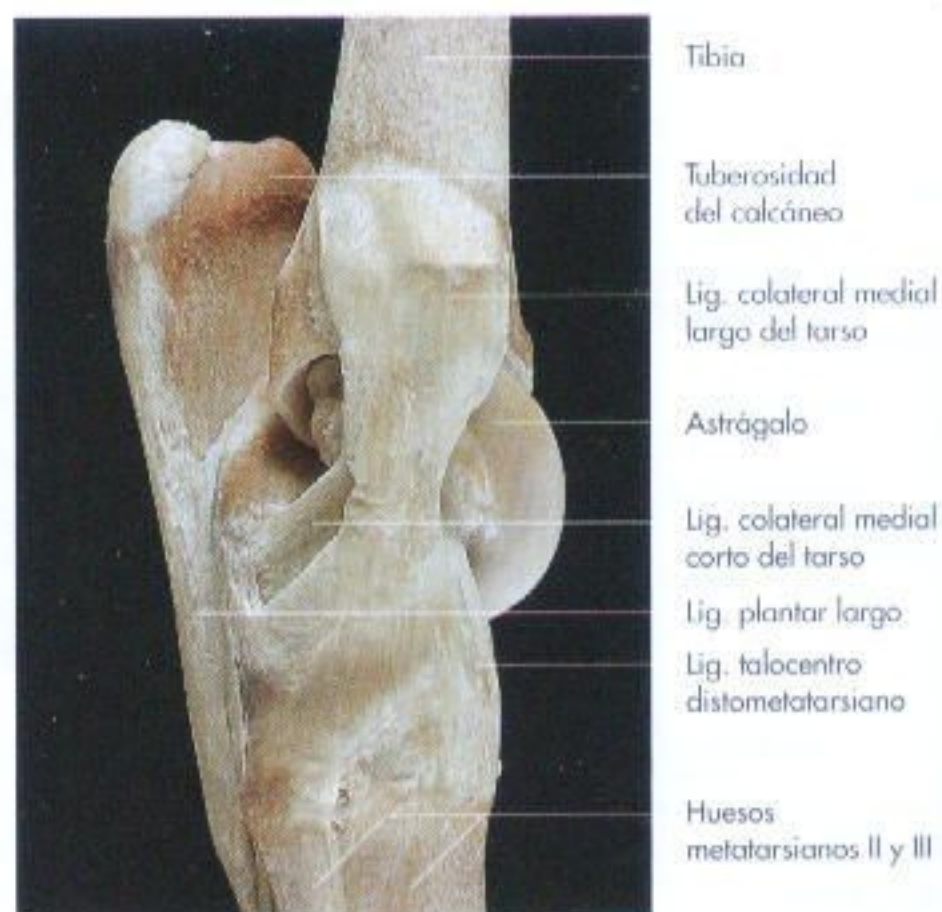 Tibia
Tuberosidad
del calcáneo
Lig. colateral medial
largo del tarso
Astrágalo
Lig. colateral medial
corto del tarso
Lig. plantar largo
Lig. talocentro
distometatarsiano
Huesos
metatarsianos II y III